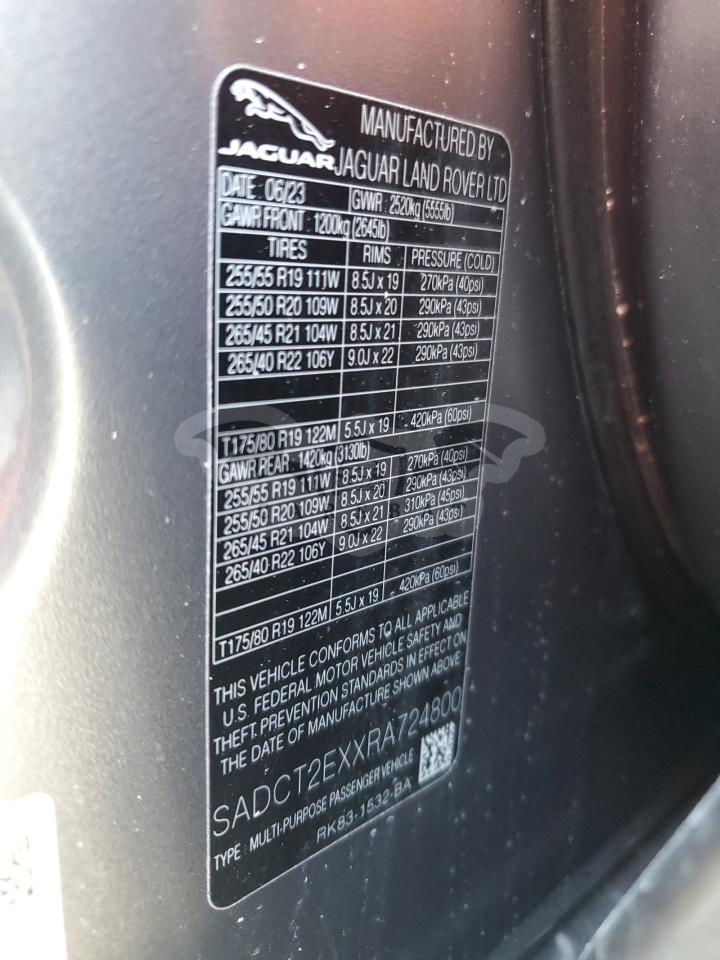 JAGUAR
MANUFACTURED BY
JAGUAR LAND ROVER LTD
DATE : 06/23 GVWR : 2520kg (5555lb)
GAWR FRONT : 1200kg (2645lb)
TIRES RIMS PRESSURE (COLD)
255/55 R19 111W 8.5J x 19 270kPa (40psi)
255/50 R20 109W 8.5J x 20 290kPa (43psi)
265/45 R21 104W 8.5J x 21 290kPa (43psi)
265/40 R22 106Y 9.0J x 22 290kPa (43psi)
T175/80 R19 122M 5.5J x 19 420kPa (60psi)
GAWR REAR : 1420kg (3130lb)
255/55 R19 111W 8.5J x 19 270kPa (40psi)
255/50 R20 109W 8.5J x 20 290kPa (43psi)
265/45 R21 104W 8.5J x 21 310kPa (45psi)
265/40 R22 106Y 9.0J x 22 290kPa (43psi)
T175/80 R19 122M 5.5J x 19 420kPa (60psi)
THIS VEHICLE CONFORMS TO ALL APPLICABLE
U.S. FEDERAL MOTOR VEHICLE SAFETY AND
THEFT PREVENTION STANDARDS IN EFFECT ON
THE DATE OF MANUFACTURE SHOWN ABOVE
SADCT2EXXRA724800
TYPE : MULTI-PURPOSE PASSENGER VEHICLE
RK83-1532-BA